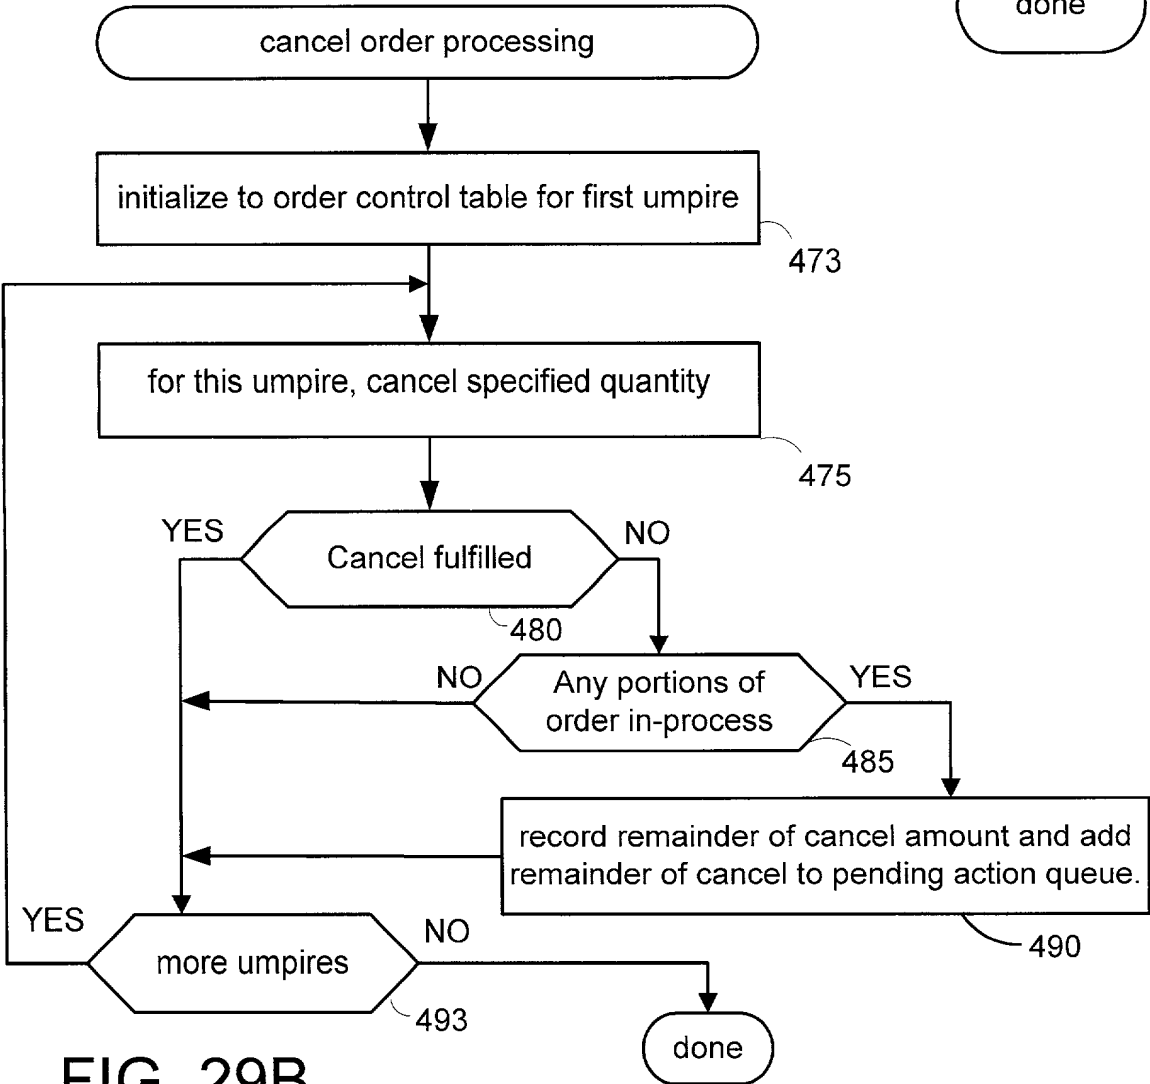 done
cancel order processing
initialize to order control table for first umpire
473
for this umpire, cancel specified quantity
475
YES
NO
Cancel fulfilled
480
NO
YES
Any portions of
order in-process
485
record remainder of cancel amount and add
remainder of cancel to pending action queue.
490
YES
NO
more umpires
493
done
FIG. 29B